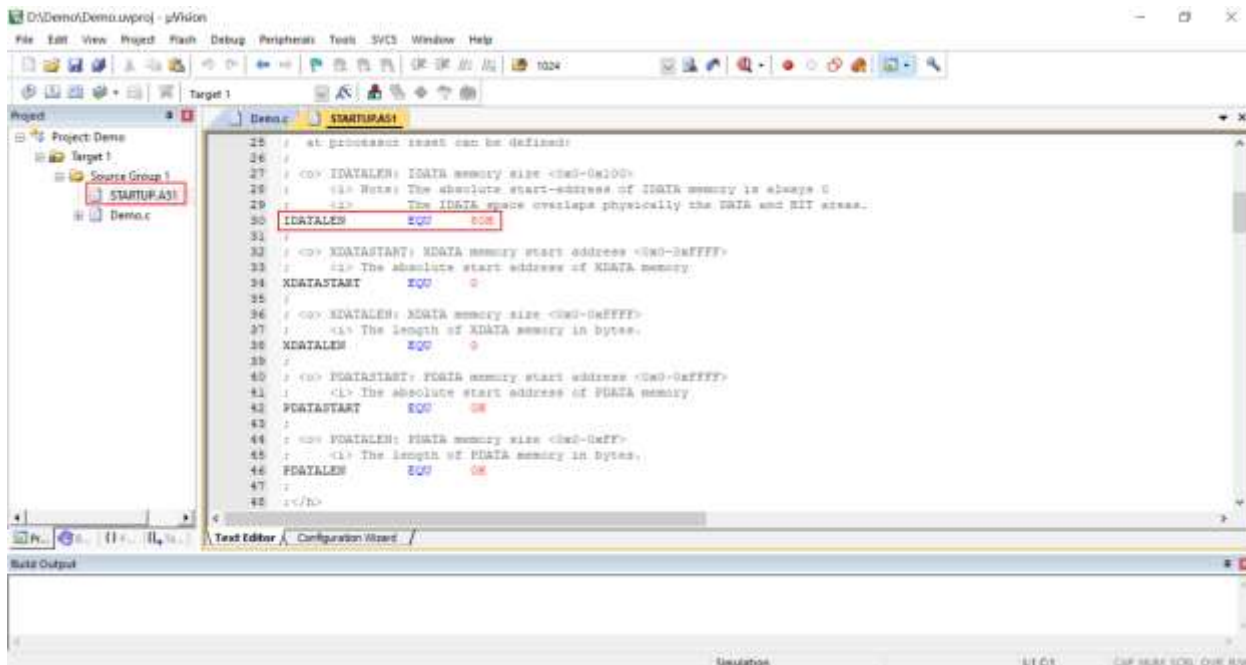 D:\Demo\Demo.uvproj - µVision
File Edit View Project Flash Debug Peripherals Tools SVCS Window Help
1024
Target 1
Project
Demo.c STARTUP.A51
Project: Demo
Target 1
Source Group 1
STARTUP.A51
Demo.c
25 ; at processor reset can be defined:
26 ;
27 ; <o> IDATALEN: IDATA memory size <0x0-0x100>
28 ; <i> Note: The absolute start-address of IDATA memory is always 0
29 ; <i> The IDATA space overlaps physically the DATA and BIT areas.
30 IDATALEN EQU 80H
31 ;
32 ; <o> XDATASTART: XDATA memory start address <0x0-0xFFFF>
33 ; <i> The absolute start address of XDATA memory
34 XDATASTART EQU 0
35 ;
36 ; <o> XDATALEN: XDATA memory size <0x0-0xFFFF>
37 ; <i> The length of XDATA memory in bytes.
38 XDATALEN EQU 0
39 ;
40 ; <o> PDATASTART: PDATA memory start address <0x0-0xFFFF>
41 ; <i> The absolute start address of PDATA memory
42 PDATASTART EQU 0H
43 ;
44 ; <o> PDATALEN: PDATA memory size <0x0-0xFF>
45 ; <i> The length of PDATA memory in bytes.
46 PDATALEN EQU 0H
47 ;
48 ;</h>
Text Editor Configuration Wizard
Build Output
Simulation L:1 C:1 CAP NUM SCRL OVR R/W